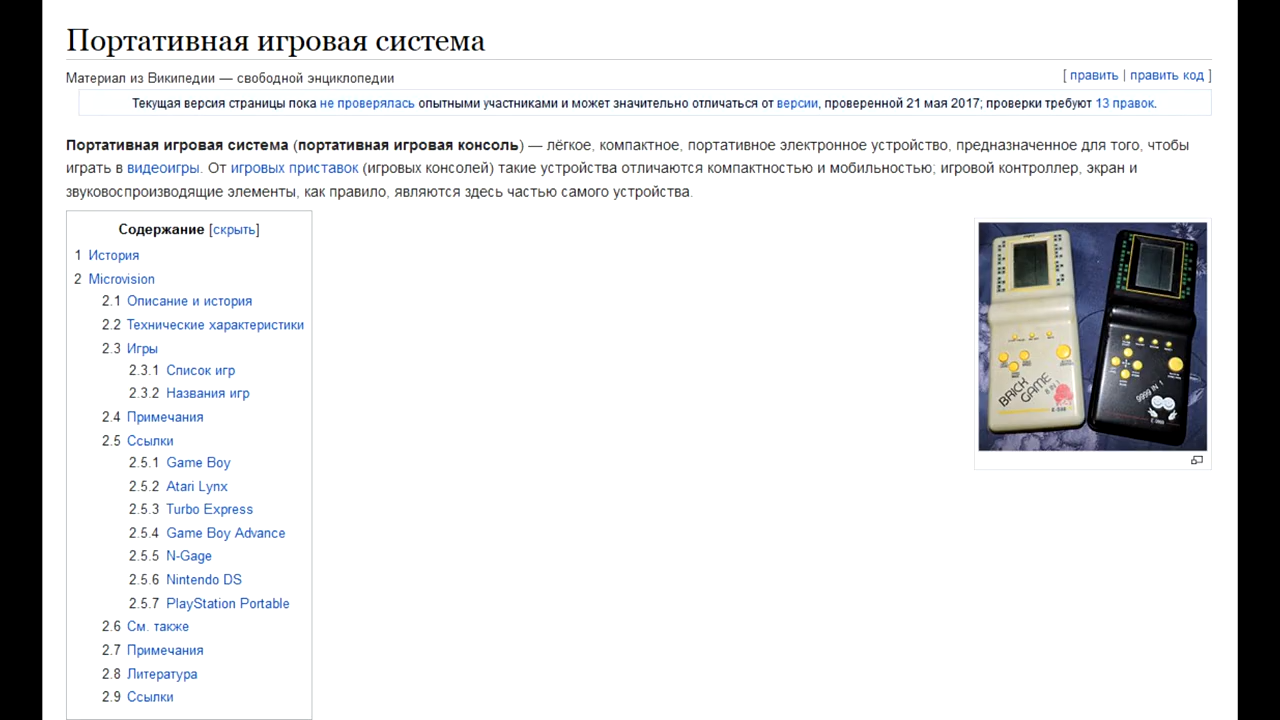 Портативная игровая система
Материал из Википедии — свободной энциклопедии
[ править | править код ]
Текущая версия страницы пока не проверялась опытными участниками и может значительно отличаться от версии, проверенной 21 мая 2017; проверки требуют 13 правок.
Портативная игровая система (портативная игровая консоль) — лёгкое, компактное, портативное электронное устройство, предназначенное для того, чтобы
играть в видеоигры. От игровых приставок (игровых консолей) такие устройства отличаются компактностью и мобильностью; игровой контроллер, экран и
звуковоспроизводящие элементы, как правило, являются здесь частью самого устройства.
Содержание [скрыть]
1 История
2 Microvision
2.1 Описание и история
2.2 Технические характеристики
2.3 Игры
2.3.1 Список игр
2.3.2 Названия игр
2.4 Примечания
2.5 Ссылки
2.5.1 Game Boy
2.5.2 Atari Lynx
2.5.3 Turbo Express
2.5.4 Game Boy Advance
2.5.5 N-Gage
2.5.6 Nintendo DS
2.5.7 PlayStation Portable
2.6 См. также
2.7 Примечания
2.8 Литература
2.9 Ссылки
BRICK
GAME
9999 IN 1